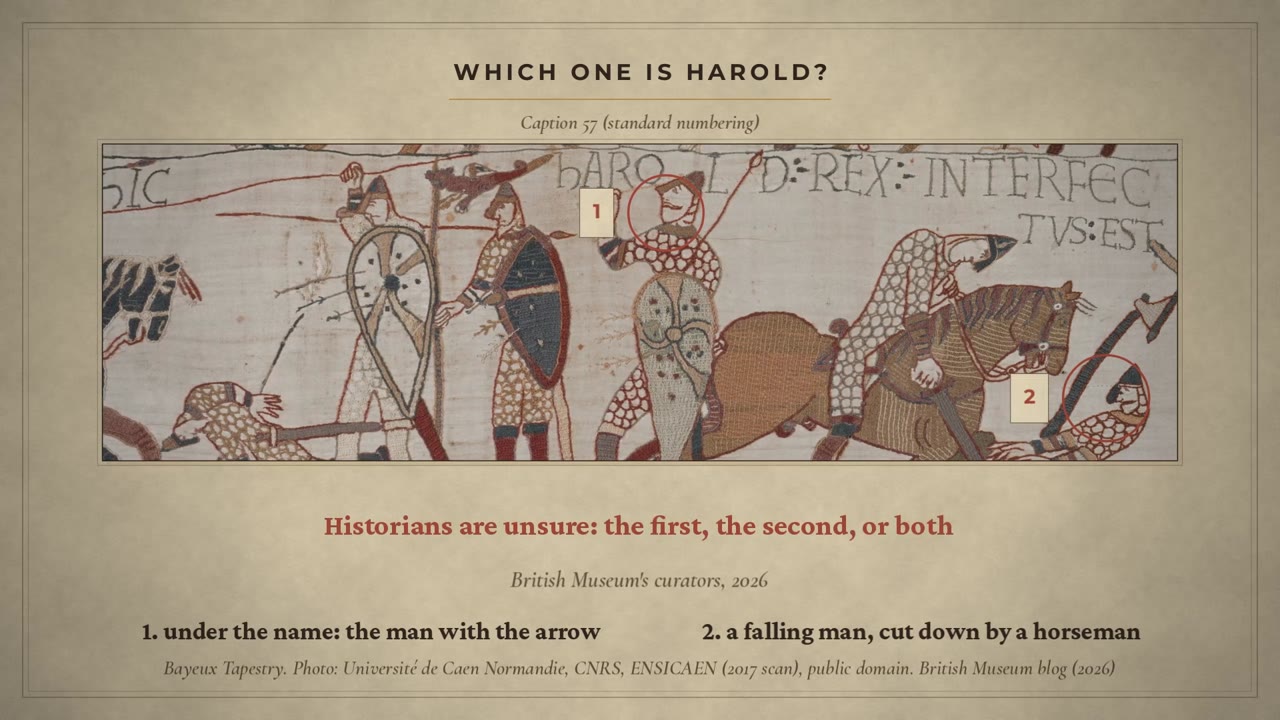 WHICH ONE IS HAROLD?
Caption 57 (standard numbering)
hIC
hARO L D:REX:INTERFEC
TVS:EST
1
2
Historians are unsure: the first, the second, or both
British Museum's curators, 2026
1. under the name: the man with the arrow
2. a falling man, cut down by a horseman
Bayeux Tapestry. Photo: Université de Caen Normandie, CNRS, ENSICAEN (2017 scan), public domain. British Museum blog (2026)